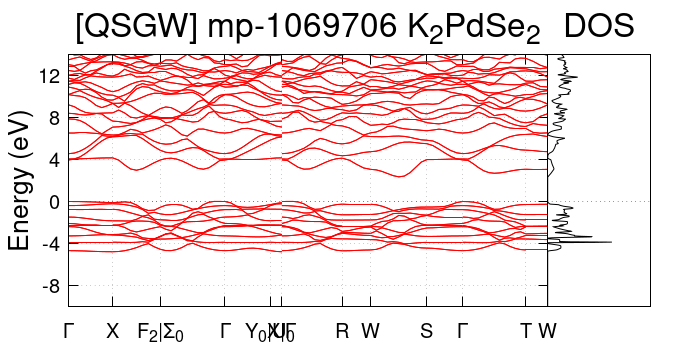 [QSGW] mp-1069706 K₂PdSe₂ DOS
Energy (eV)
12
8
4
0
-4
-8
Γ X F₂|Σ₀ Γ Y₀|X|Γ R W S Γ T W